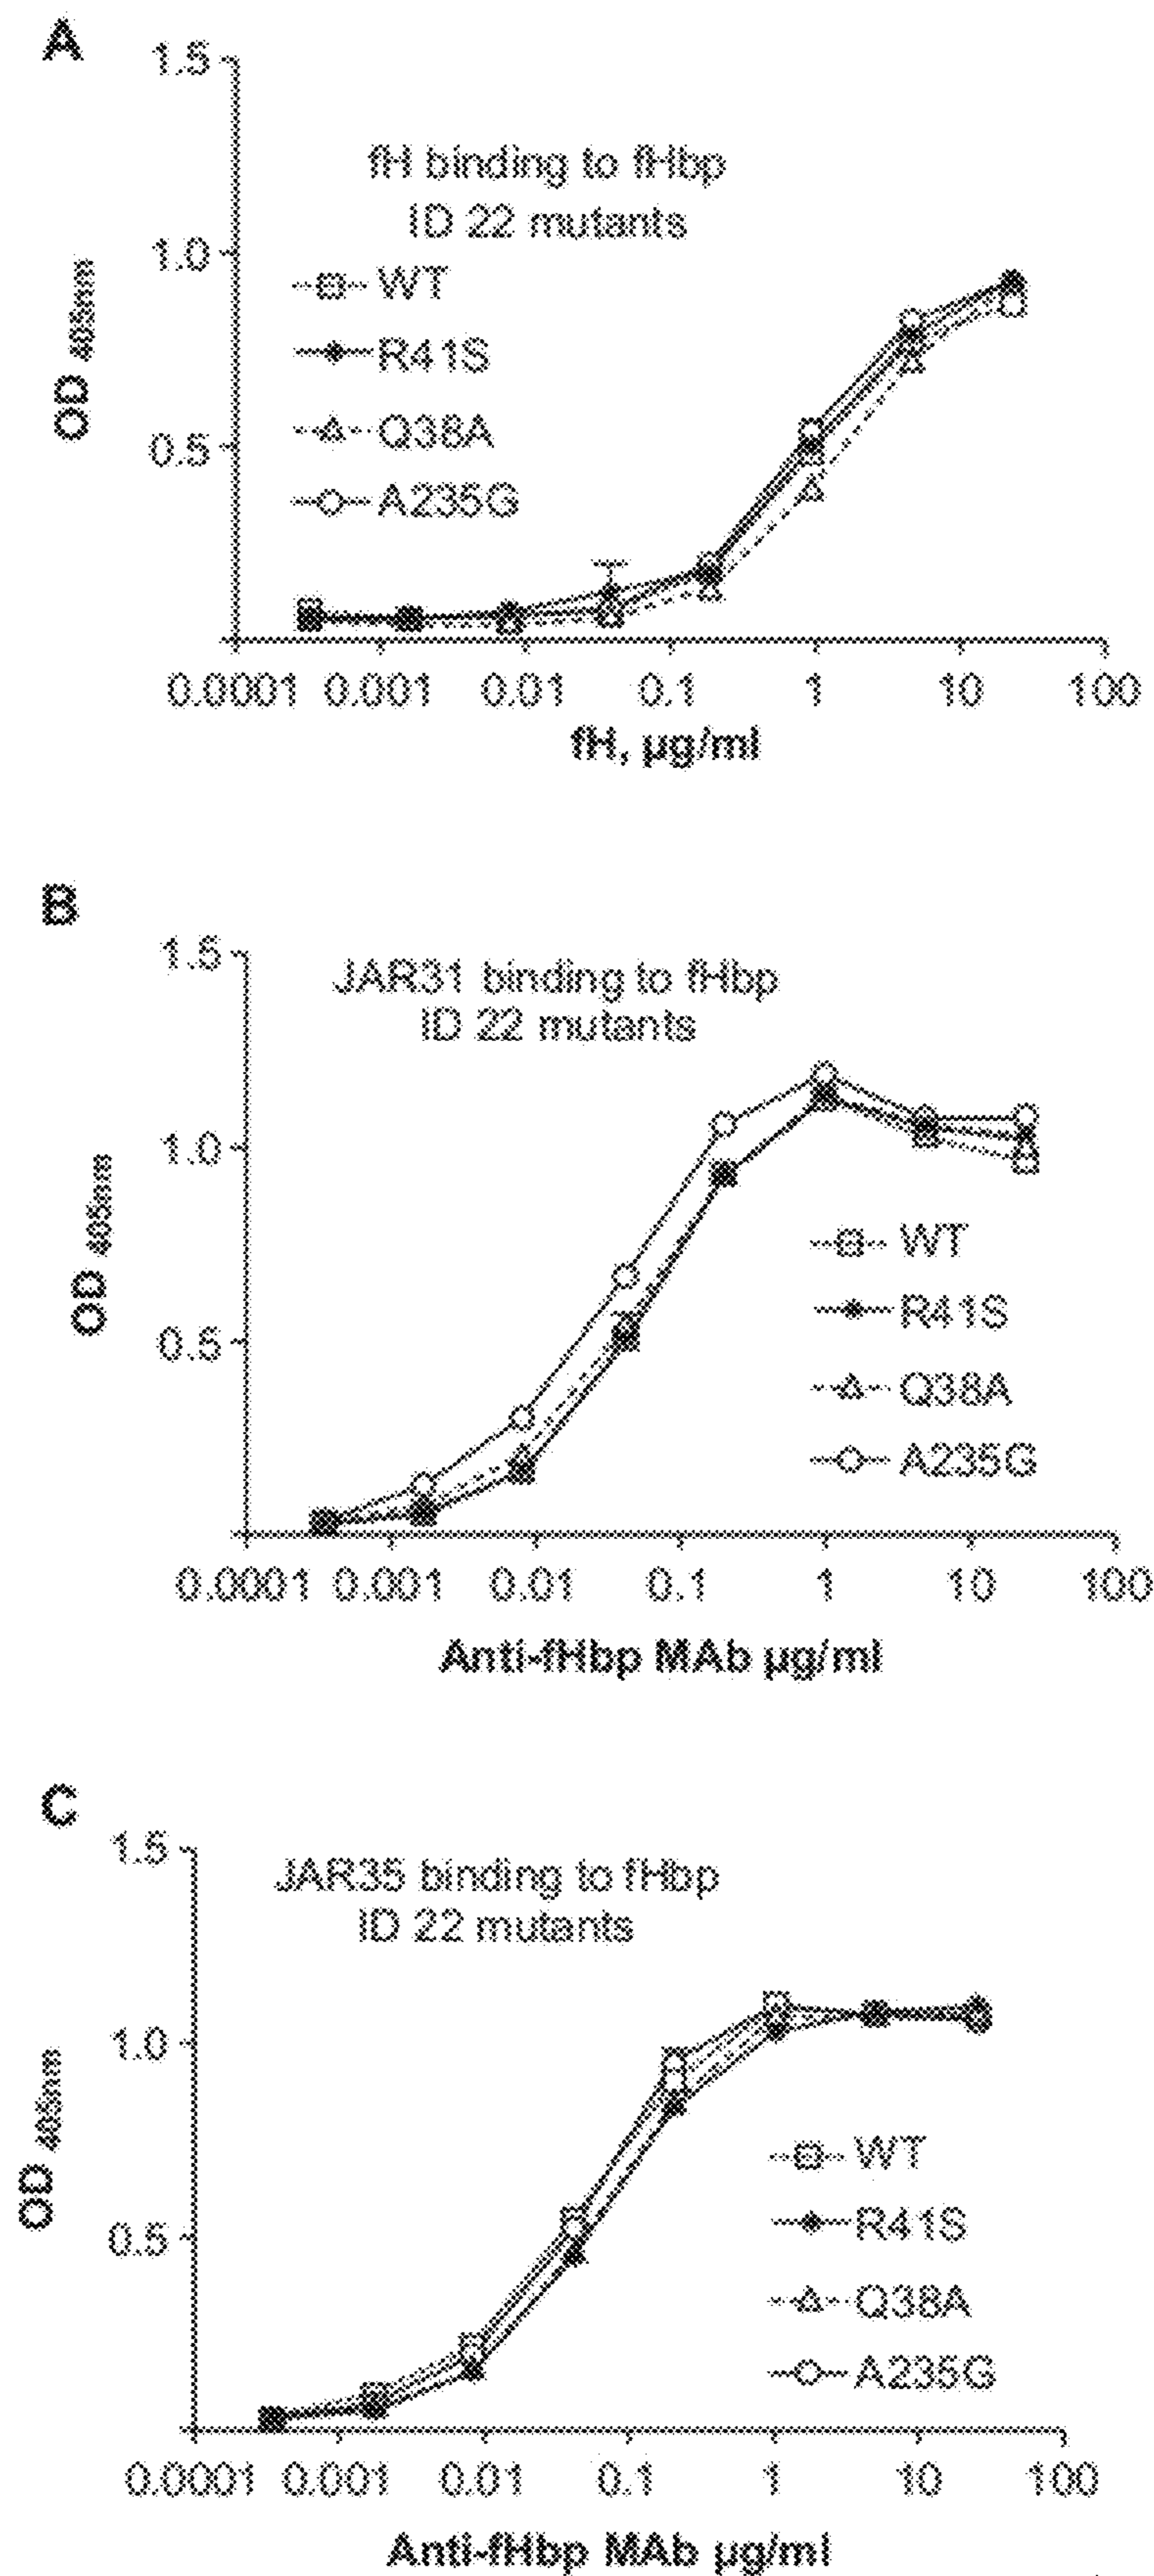 A
1.5
fH binding to fHbp
ID 22 mutants
1.0
WT
R41S
Q38A
A235G
0.5
OD 405nm
0.0001 0.001 0.01 0.1 1 10 100
fH, µg/ml
B
1.5
JAR31 binding to fHbp
ID 22 mutants
1.0
0.5
OD 405nm
WT
R41S
Q38A
A235G
0.0001 0.001 0.01 0.1 1 10 100
Anti-fHbp MAb µg/ml
C
1.5
JAR35 binding to fHbp
ID 22 mutants
1.0
0.5
OD 405nm
WT
R41S
Q38A
A235G
0.0001 0.001 0.01 0.1 1 10 100
Anti-fHbp MAb µg/ml